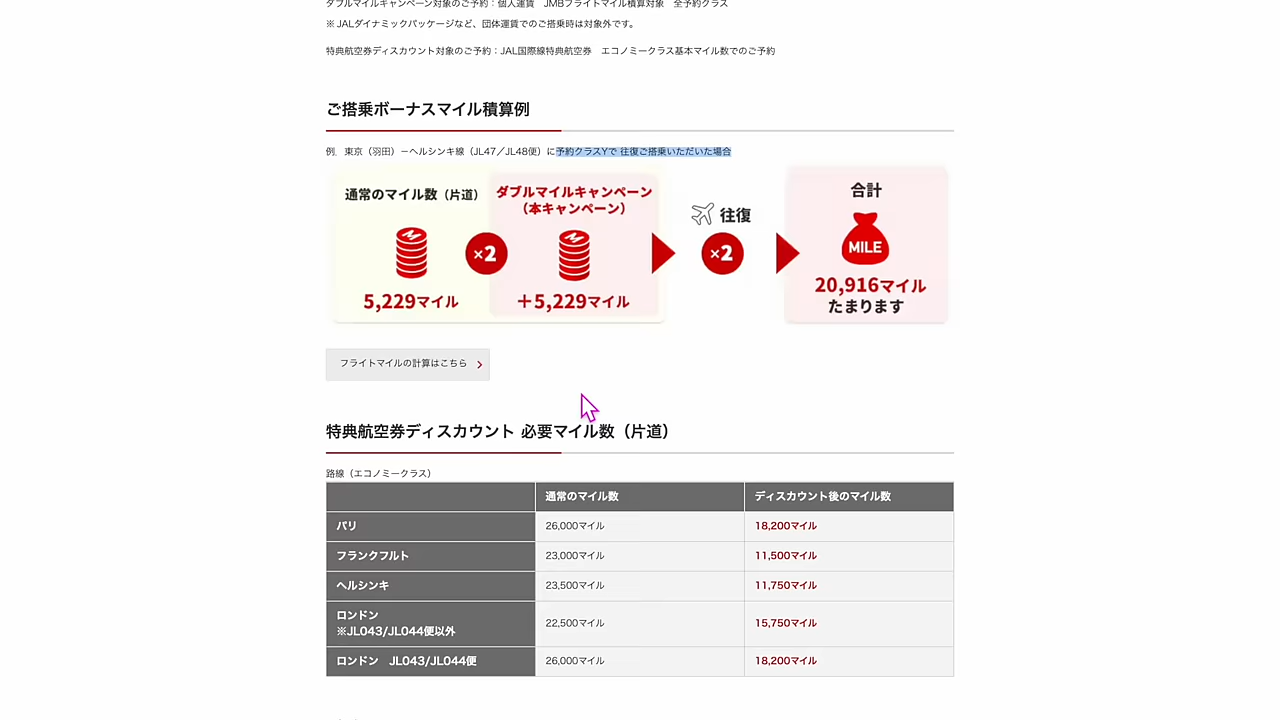 ダブルマイルキャンペーン対象のご予約：個人運賃　JMBフライトマイル積算対象　全予約クラス
※ JALダイナミックパッケージなど、団体運賃でのご搭乗時は対象外です。
特典航空券ディスカウント対象のご予約：JAL国際線特典航空券　エコノミークラス基本マイル数でのご予約
ご搭乗ボーナスマイル積算例
例．東京（羽田）－ヘルシンキ線（JL47／JL48便）に予約クラスYで 往復ご搭乗いただいた場合
通常のマイル数（片道）
5,229マイル
×2
ダブルマイルキャンペーン
（本キャンペーン）
＋5,229マイル
往復
×2
合計
MILE
20,916マイル
たまります
フライトマイルの計算はこちら
特典航空券ディスカウント 必要マイル数（片道）
路線（エコノミークラス）
通常のマイル数 ディスカウント後のマイル数
パリ 26,000マイル 18,200マイル
フランクフルト 23,000マイル 11,500マイル
ヘルシンキ 23,500マイル 11,750マイル
ロンドン
※JL043/JL044便以外 22,500マイル 15,750マイル
ロンドン　JL043/JL044便 26,000マイル 18,200マイル